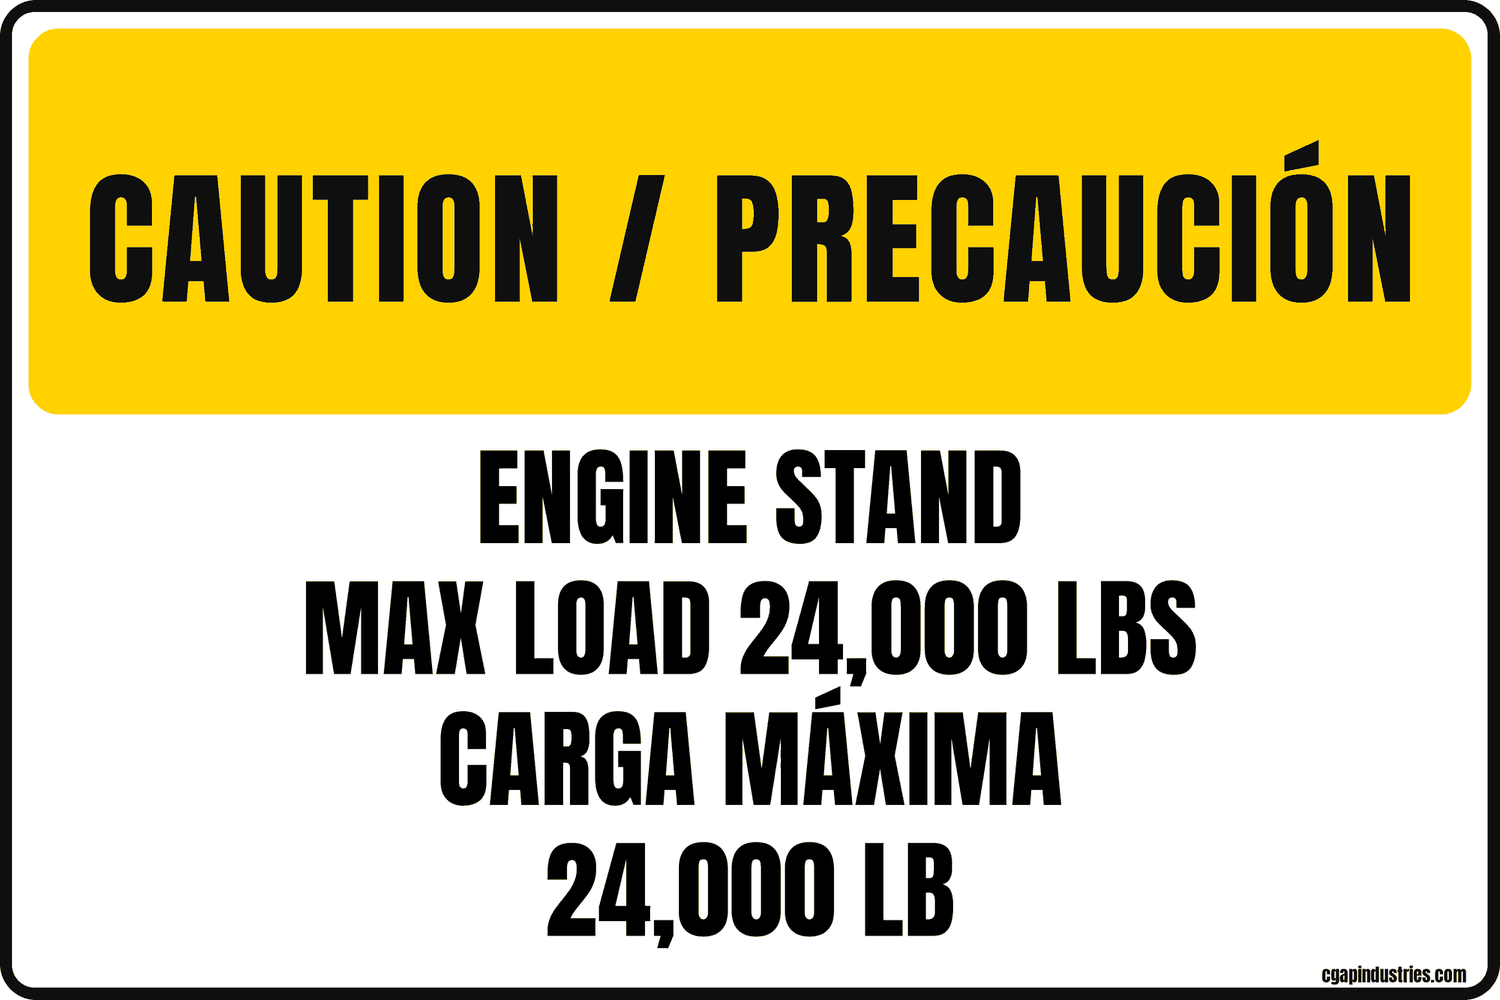 CAUTION / PRECAUCIÓN
ENGINE STAND
MAX LOAD 24,000 LBS
CARGA MÁXIMA
24,000 LB
cgapindustries.com